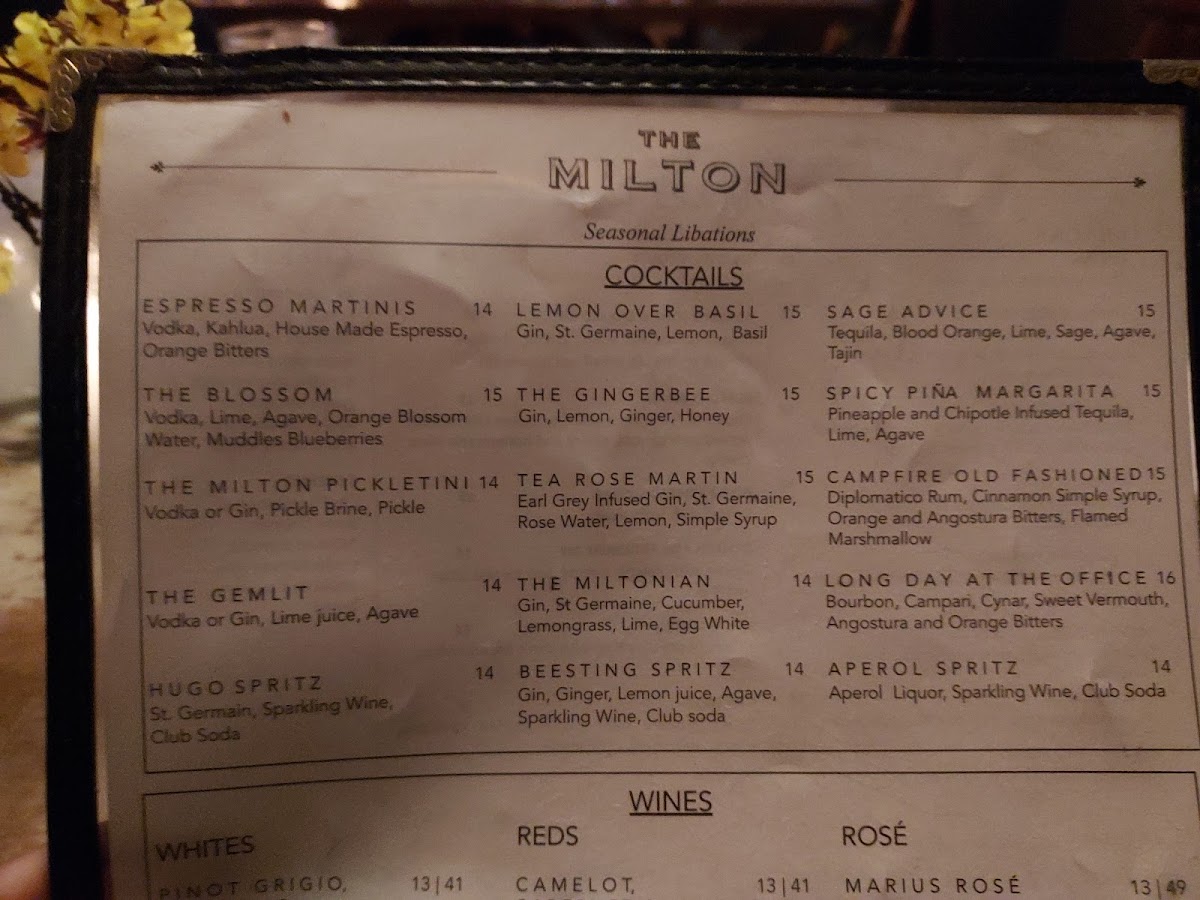 THE
MILTON
Seasonal Libations
COCKTAILS
ESPRESSO MARTINIS 14
Vodka, Kahlua, House Made Espresso,
Orange Bitters
THE BLOSSOM 15
Vodka, Lime, Agave, Orange Blossom
Water, Muddles Blueberries
THE MILTON PICKLETINI 14
Vodka or Gin, Pickle Brine, Pickle
THE GEMLIT 14
Vodka or Gin, Lime juice, Agave
HUGO SPRITZ 14
St. Germain, Sparkling Wine,
Club Soda
LEMON OVER BASIL 15
Gin, St. Germaine, Lemon, Basil
THE GINGERBEE 15
Gin, Lemon, Ginger, Honey
TEA ROSE MARTIN 15
Earl Grey Infused Gin, St. Germaine,
Rose Water, Lemon, Simple Syrup
THE MILTONIAN 14
Gin, St Germaine, Cucumber,
Lemongrass, Lime, Egg White
BEESTING SPRITZ 14
Gin, Ginger, Lemon juice, Agave,
Sparkling Wine, Club soda
SAGE ADVICE 15
Tequila, Blood Orange, Lime, Sage, Agave,
Tajin
SPICY PIÑA MARGARITA 15
Pineapple and Chipotle Infused Tequila,
Lime, Agave
CAMPFIRE OLD FASHIONED 15
Diplomatico Rum, Cinnamon Simple Syrup,
Orange and Angostura Bitters, Flamed
Marshmallow
LONG DAY AT THE OFFICE 16
Bourbon, Campari, Cynar, Sweet Vermouth,
Angostura and Orange Bitters
APEROL SPRITZ 14
Aperol Liquor, Sparkling Wine, Club Soda
WINES
WHITES
PINOT GRIGIO, 13|41
REDS
CAMELOT, 13|41
ROSÉ
MARIUS ROSÉ 13|49